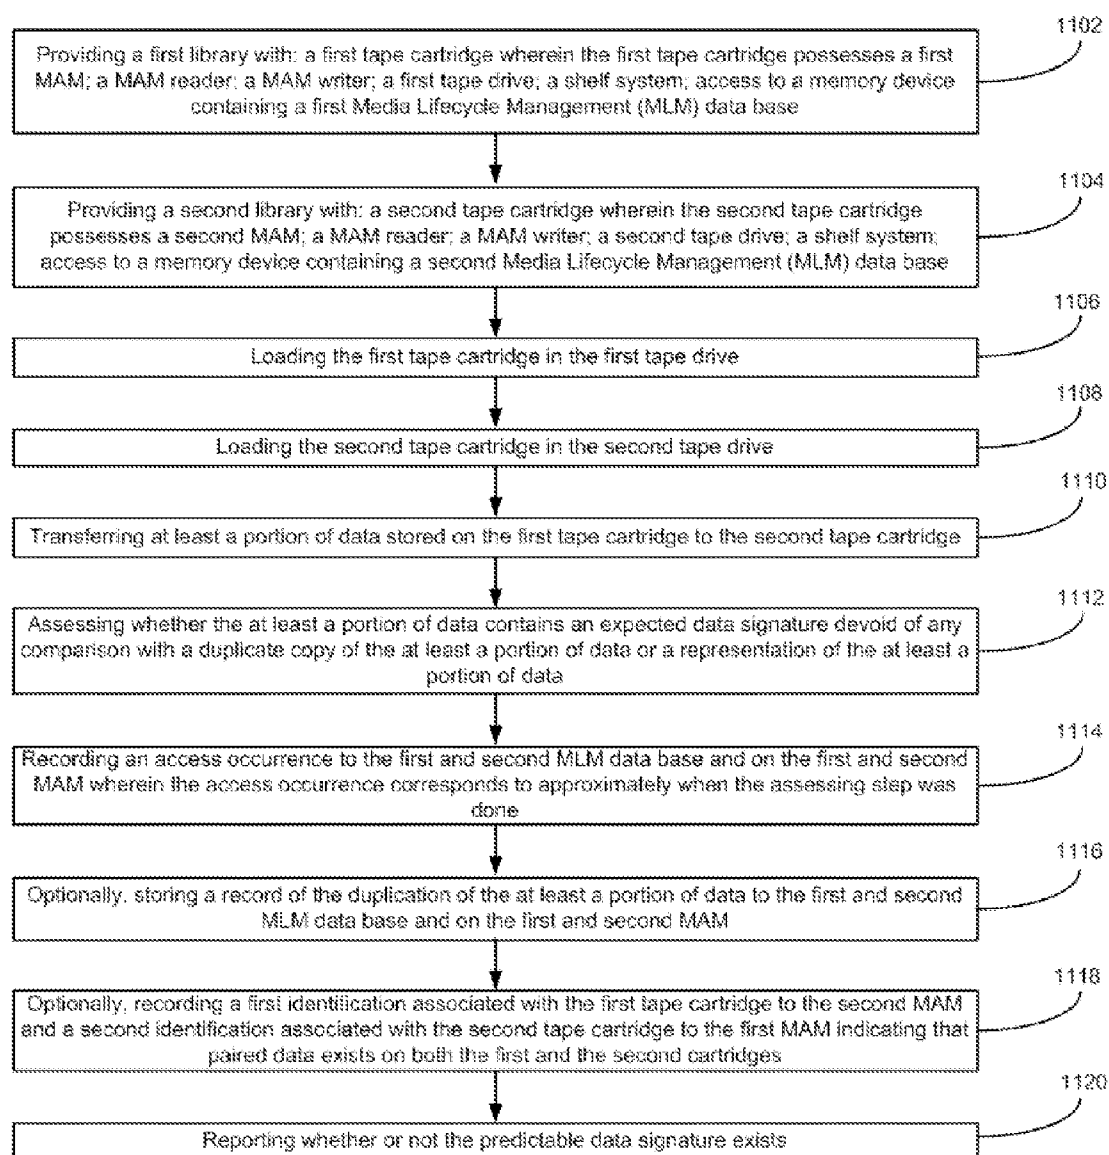 1102
Providing a first library with: a first tape cartridge wherein the first tape cartridge possesses a first
MAM; a MAM reader; a MAM writer; a first tape drive; a shelf system; access to a memory device
containing a first Media Lifecycle Management (MLM) data base
1104
Providing a second library with: a second tape cartridge wherein the second tape cartridge
possesses a second MAM; a MAM reader; a MAM writer; a second tape drive; a shelf system;
access to a memory device containing a second Media Lifecycle Management (MLM) data base
1106
Loading the first tape cartridge in the first tape drive
1108
Loading the second tape cartridge in the second tape drive
1110
Transferring at least a portion of data stored on the first tape cartridge to the second tape cartridge
1112
Assessing whether the at least a portion of data contains an expected data signature devoid of any
comparison with a duplicate copy of the at least a portion of data or a representation of the at least a
portion of data
1114
Recording an access occurrence to the first and second MLM data base and on the first and second
MAM wherein the access occurrence corresponds to approximately when the assessing step was
done
1116
Optionally, storing a record of the duplication of the at least a portion of data to the first and second
MLM data base and on the first and second MAM
1118
Optionally, recording a first identification associated with the first tape cartridge to the second MAM
and a second identification associated with the second tape cartridge to the first MAM indicating that
paired data exists on both the first and the second cartridges
1120
Reporting whether or not the predictable data signature exists